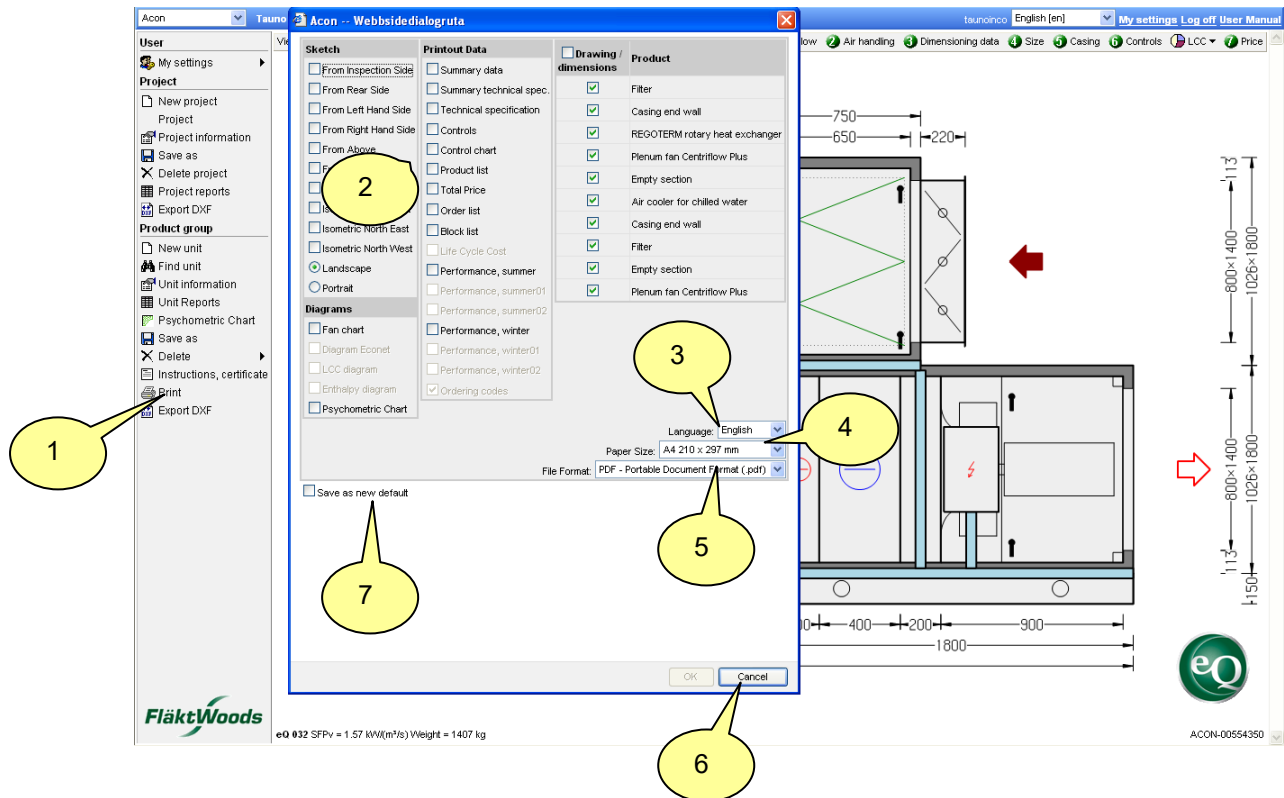 Acon
Tauno
Acon -- Webbsidedialogruta
taunoinco
English [en]
My settings Log off User Manual
User
My settings
Project
New project
Project
Project information
Save as
Delete project
Project reports
Export DXF
Product group
New unit
Find unit
Unit information
Unit Reports
Psychometric Chart
Save as
Delete
Instructions, certificate
Print
Export DXF
FläktWoods
Vie
low 2 Air handling 3 Dimensioning data 4 Size 5 Casing 6 Controls LCC 7 Price
Sketch
From Inspection Side
From Rear Side
From Left Hand Side
From Right Hand Side
From Above
Isometric North East
Isometric North West
Landscape
Portrait
Diagrams
Fan chart
Diagram Econet
LCC diagram
Enthalpy diagram
Psychometric Chart
Printout Data
Summary data
Summary technical spec.
Technical specification
Controls
Control chart
Product list
Total Price
Order list
Block list
Life Cycle Cost
Performance, summer
Performance, summer01
Performance, summer02
Performance, winter
Performance, winter01
Performance, winter02
Ordering codes
Drawing /
dimensions
Product
Filter
Casing end wall
REGOTERM rotary heat exchanger
Plenum fan Centriflow Plus
Empty section
Air cooler for chilled water
Casing end wall
Filter
Empty section
Plenum fan Centriflow Plus
Language: English
Paper Size: A4 210 x 297 mm
File Format: PDF - Portable Document Format (.pdf)
Save as new default
OK
Cancel
1
2
3
4
5
6
7
750
650
220
113
800×1400
1026×1800
800×1400
1026×1800
113
150
400
200
900
1800
eQ
eQ 032 SFPv = 1.57 kW/(m³/s) Weight = 1407 kg
ACON-00554350